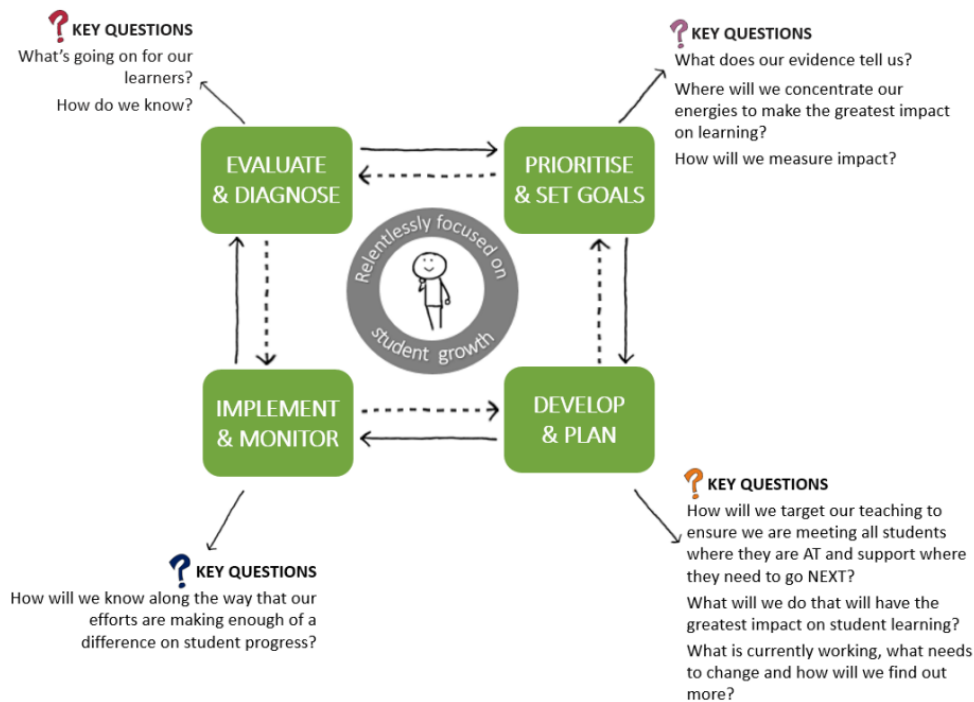 ? KEY QUESTIONS
What's going on for our
learners?
How do we know?
? KEY QUESTIONS
What does our evidence tell us?
Where will we concentrate our
energies to make the greatest impact
on learning?
How will we measure impact?
EVALUATE
& DIAGNOSE
PRIORITISE
& SET GOALS
Relentlessly focused on
student growth
IMPLEMENT
& MONITOR
DEVELOP
& PLAN
? KEY QUESTIONS
How will we target our teaching to
ensure we are meeting all students
where they are AT and support where
they need to go NEXT?
What will we do that will have the
greatest impact on student learning?
What is currently working, what needs
to change and how will we find out
more?
? KEY QUESTIONS
How will we know along the way that our
efforts are making enough of a
difference on student progress?